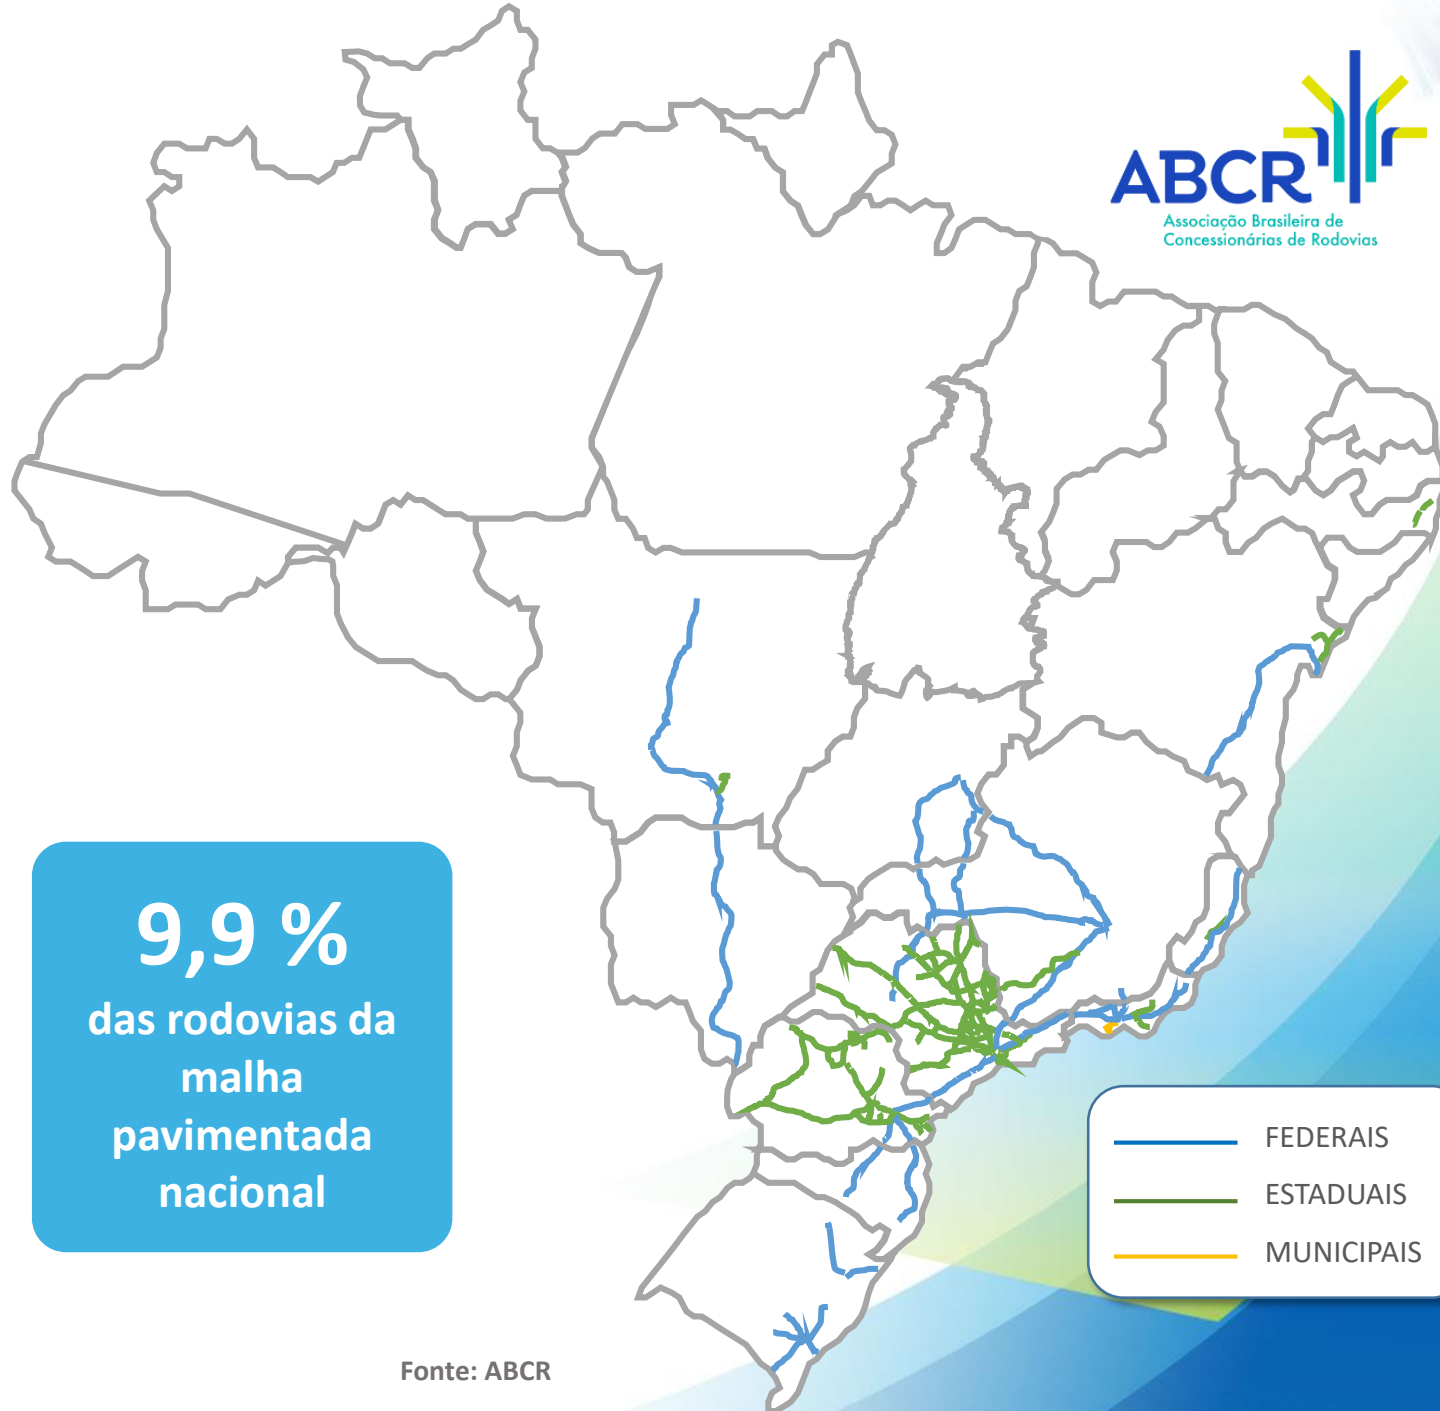 ABCR
Associação Brasileira de
Concessionárias de Rodovias
9,9 %
das rodovias da
malha
pavimentada
nacional
FEDERAIS
ESTADUAIS
MUNICIPAIS
Fonte: ABCR